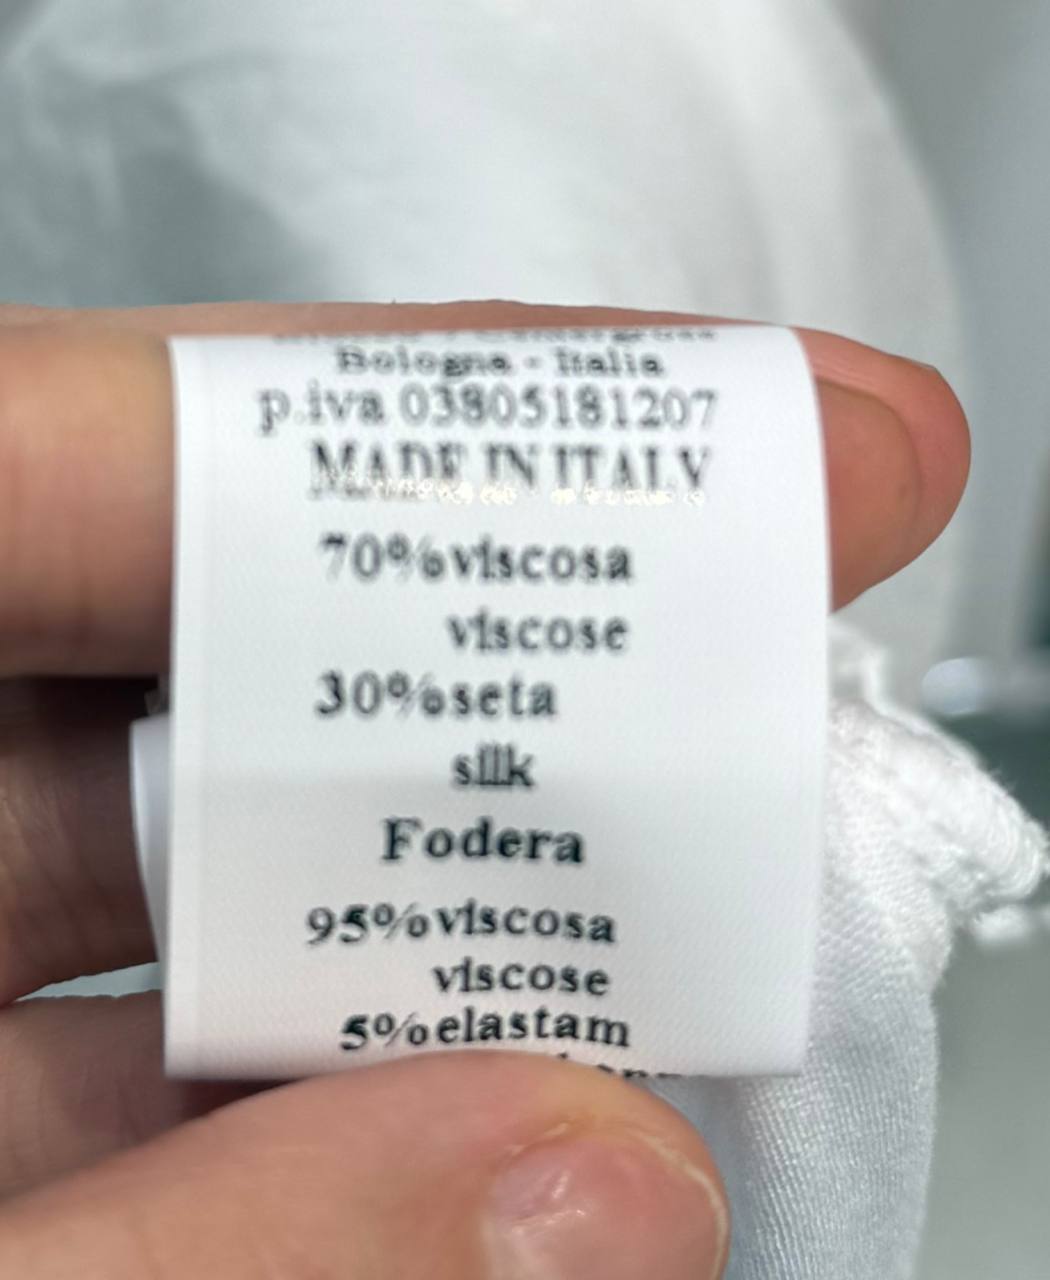 Bologna - Italia
p.iva 03805181207
MADE IN ITALY
70%viscosa
viscose
30%seta
silk
Fodera
95%viscosa
viscose
5%elastam